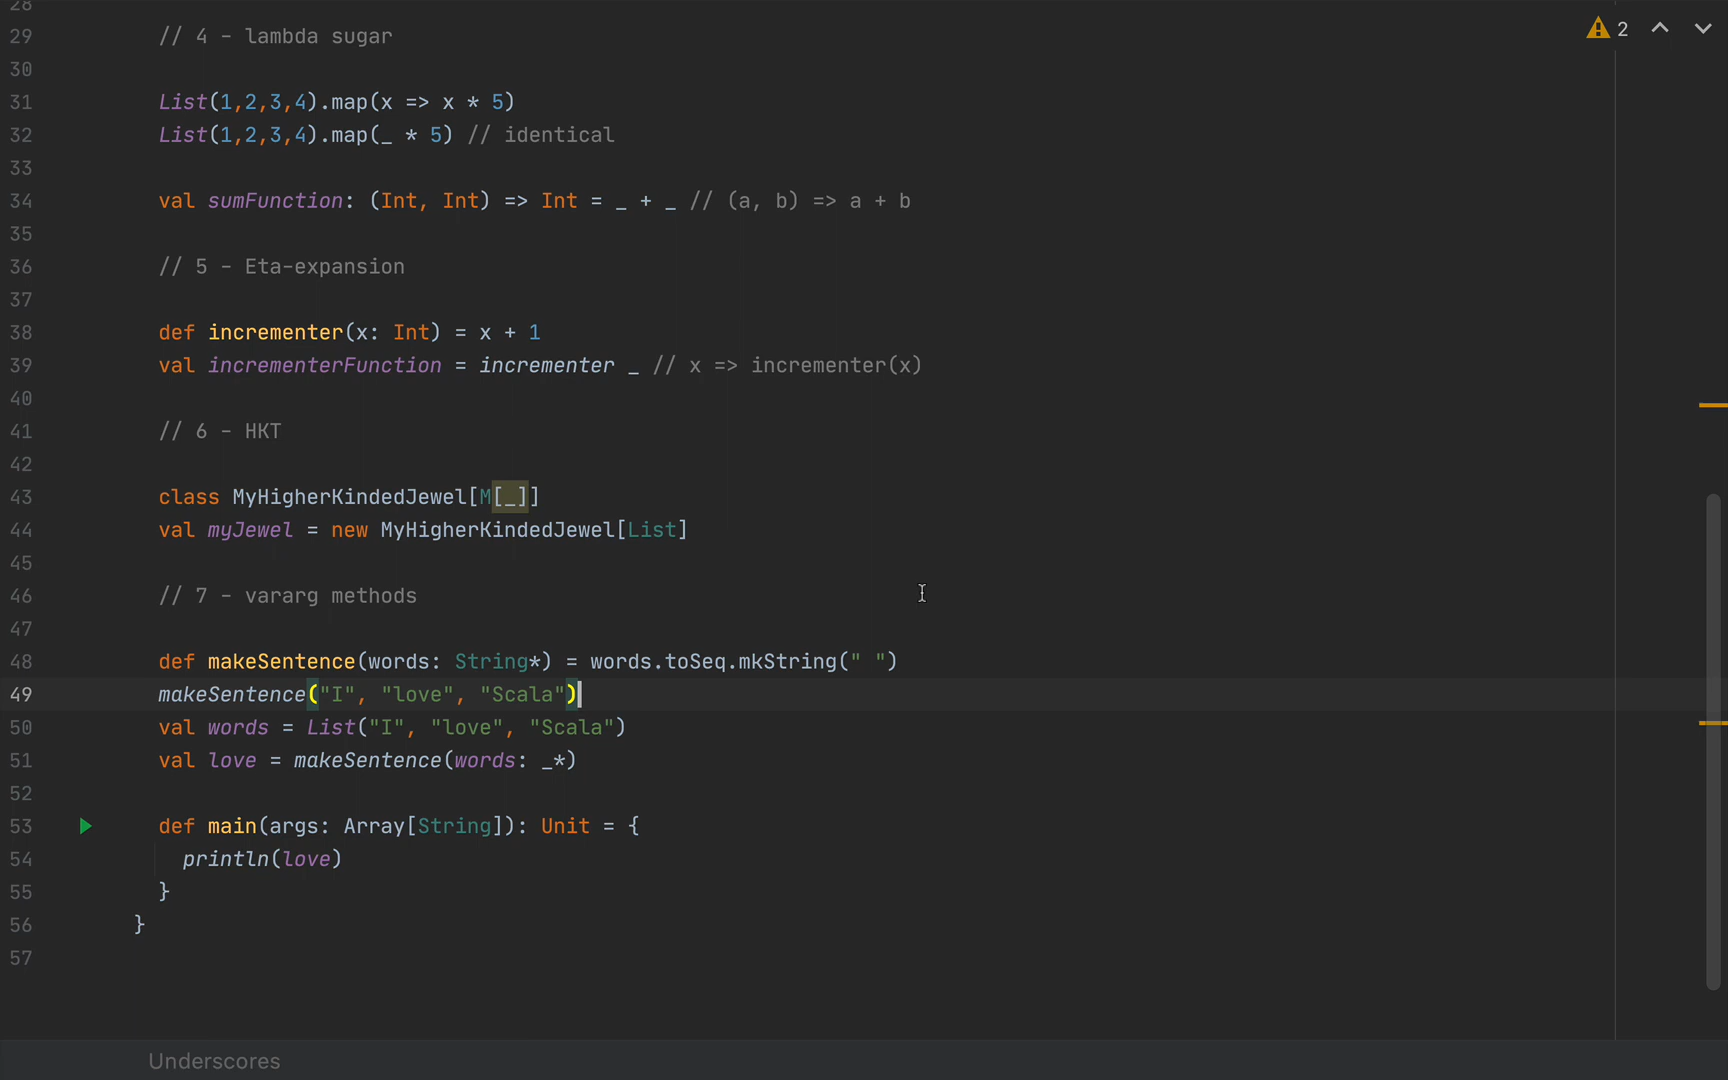 28
29 // 4 - lambda sugar
2
30
31 List(1,2,3,4).map(x => x * 5)
32 List(1,2,3,4).map(_ * 5) // identical
33
34 val sumFunction: (Int, Int) => Int = _ + _ // (a, b) => a + b
35
36 // 5 - Eta-expansion
37
38 def incrementer(x: Int) = x + 1
39 val incrementerFunction = incrementer _ // x => incrementer(x)
40
41 // 6 - HKT
42
43 class MyHigherKindedJewel[M[_]]
44 val myJewel = new MyHigherKindedJewel[List]
45
46 // 7 - vararg methods
47
48 def makeSentence(words: String*) = words.toSeq.mkString(" ")
49 makeSentence("I", "love", "Scala")
50 val words = List("I", "love", "Scala")
51 val love = makeSentence(words: _*)
52
53 def main(args: Array[String]): Unit = {
54 println(love)
55 }
56 }
57
Underscores